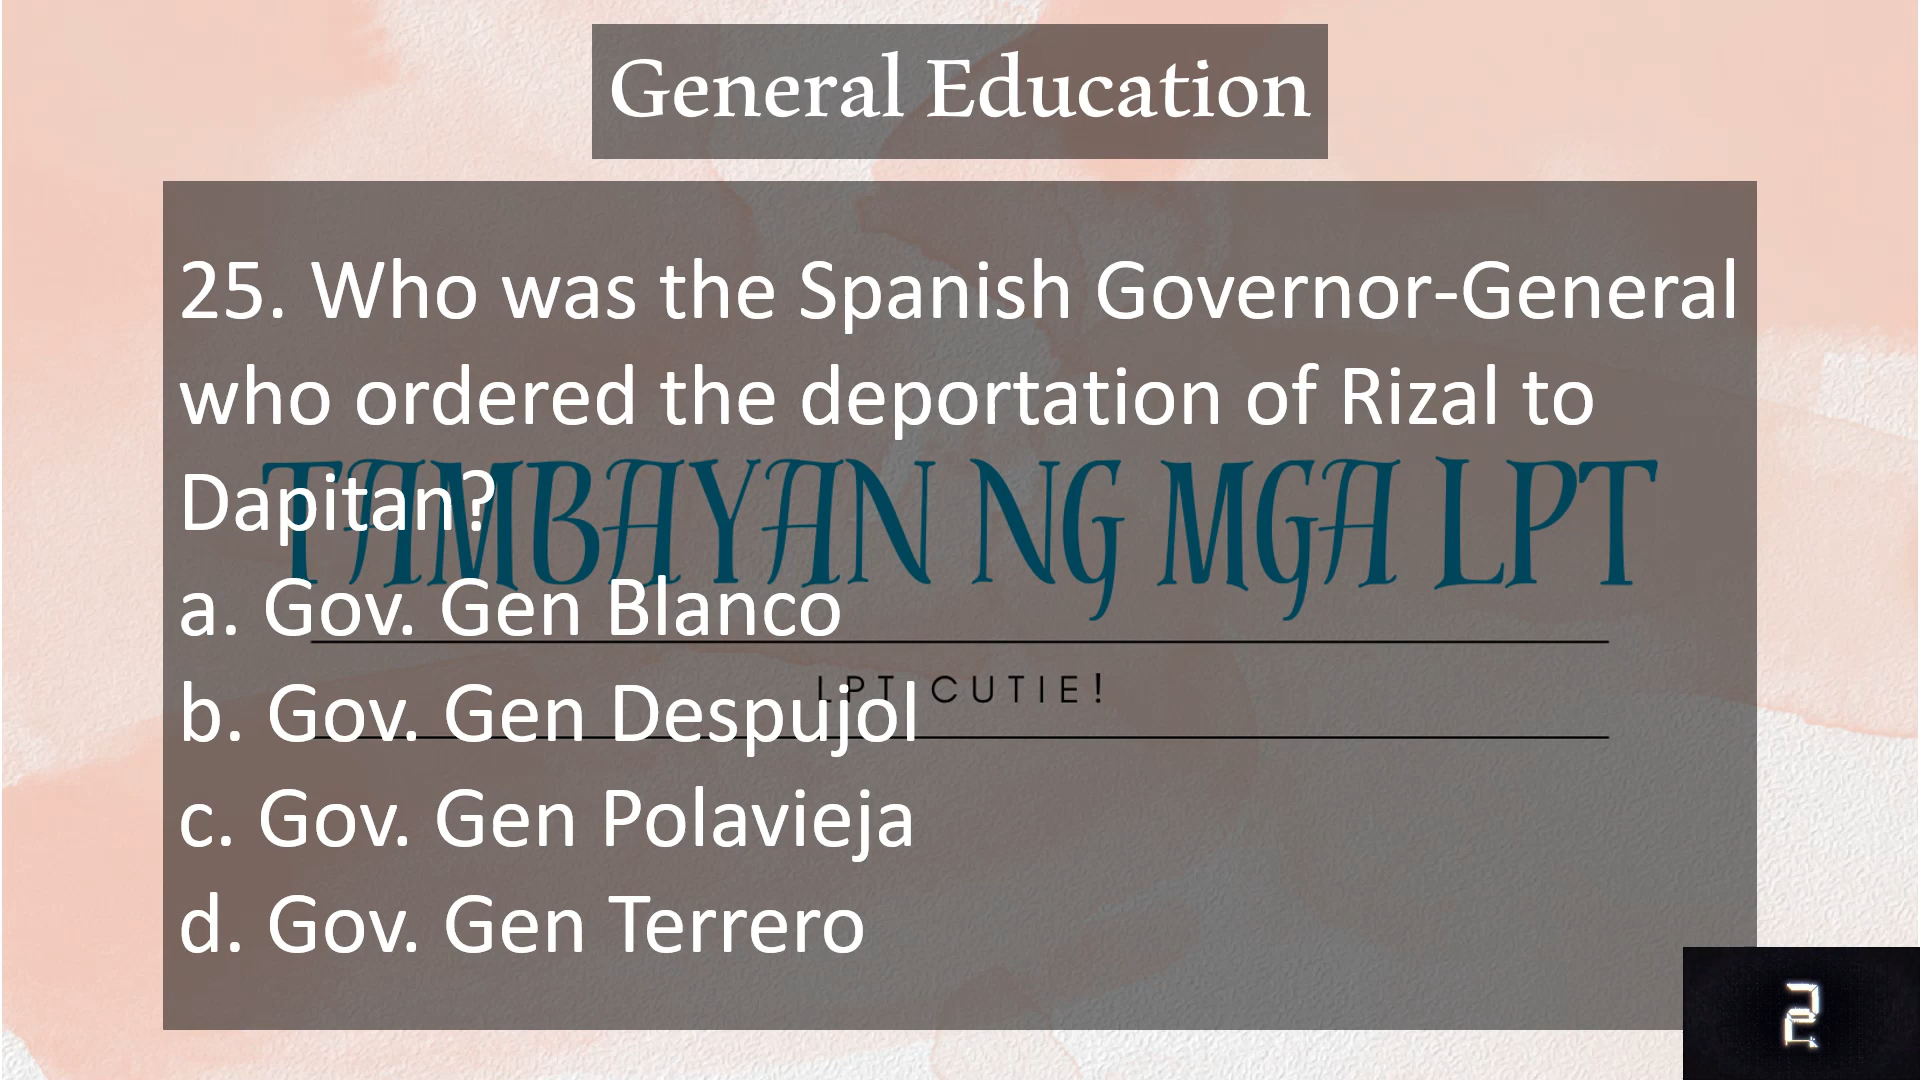 General Education
25. Who was the Spanish Governor-General
who ordered the deportation of Rizal to
Dapitan?
TAMBAYAN NG MGA LPT
a. Gov. Gen Blanco
LPT CUTIE!
b. Gov. Gen Despujol
c. Gov. Gen Polavieja
d. Gov. Gen Terrero
2